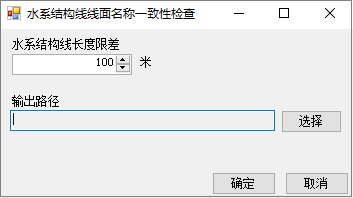 水系结构线线面名称一致性检查
水系结构线长度限差
100 米
输出路径
选择
确定 取消